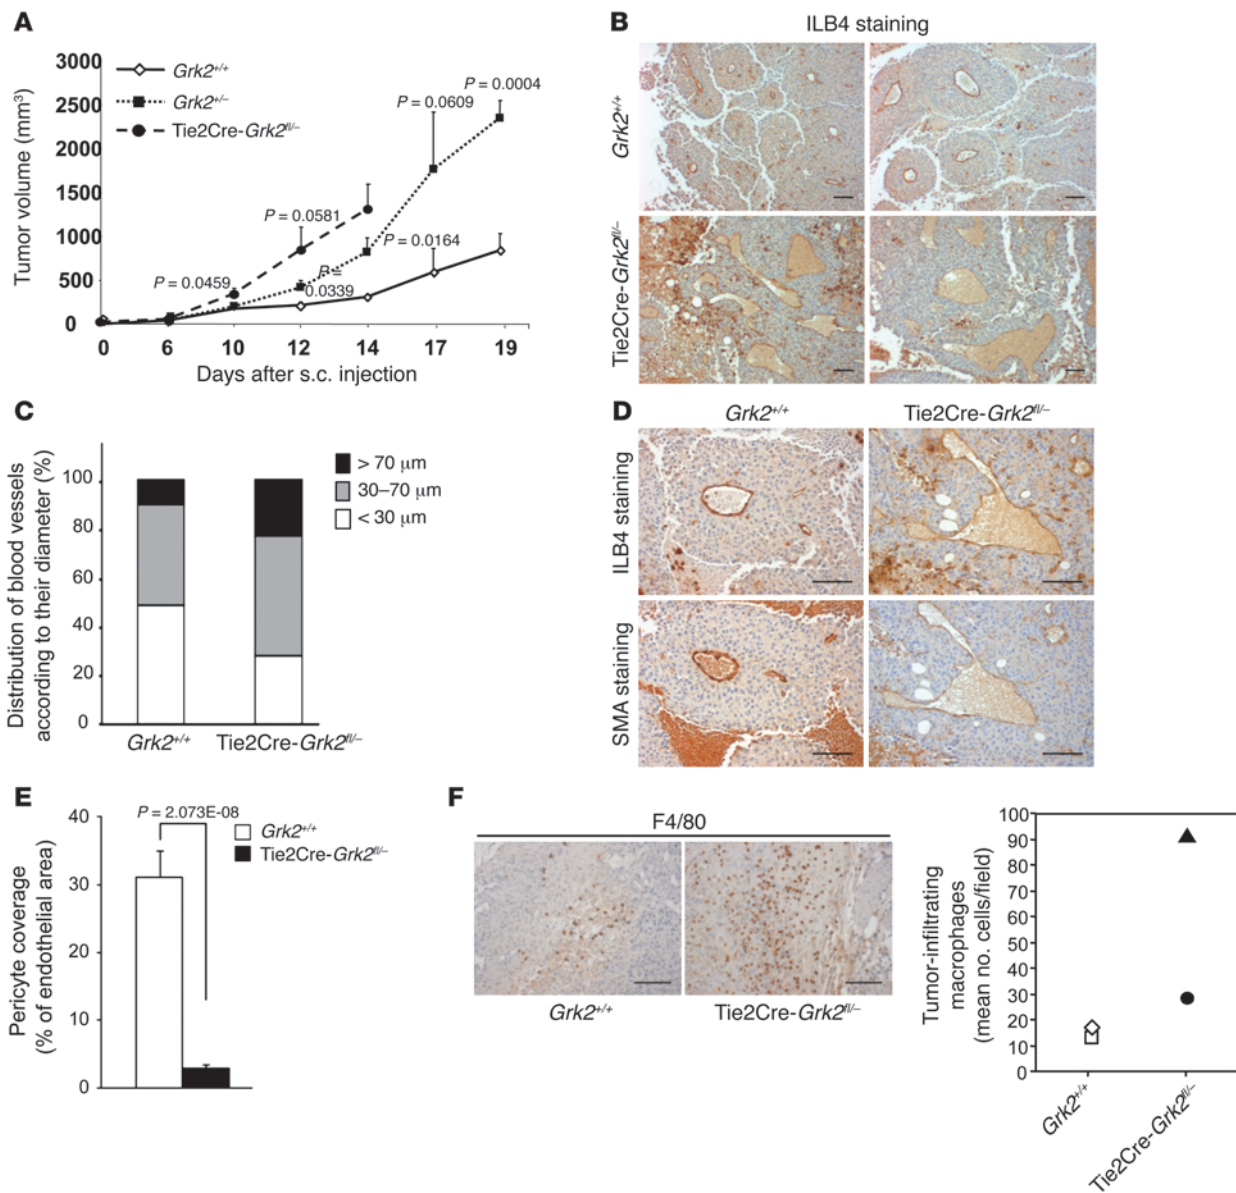 A
3000
2500
2000
1500
1000
500
0
Tumor volume (mm³)
Grk2+/+
Grk2+/–
Tie2Cre-Grk2fl/–
P = 0.0459
P = 0.0581
P =
0.0339
P = 0.0164
P = 0.0609
P = 0.0004
0 6 10 12 14 17 19
Days after s.c. injection
B
ILB4 staining
Grk2+/+
Tie2Cre-Grk2fl/–
C
Distribution of blood vessels
according to their diameter (%)
100
80
60
40
20
0
Grk2+/+ Tie2Cre-Grk2fl/–
> 70 μm
30–70 μm
< 30 μm
D
Grk2+/+ Tie2Cre-Grk2fl/–
ILB4 staining
SMA staining
E
Pericyte coverage
(% of endothelial area)
40
30
20
10
0
P = 2.073E-08
Grk2+/+
Tie2Cre-Grk2fl/–
F
F4/80
Grk2+/+ Tie2Cre-Grk2fl/–
Tumor-infiltrating
macrophages
(mean no. cells/field)
100
90
80
70
60
50
40
30
20
10
0
Grk2+/+
Tie2Cre-Grk2fl/–